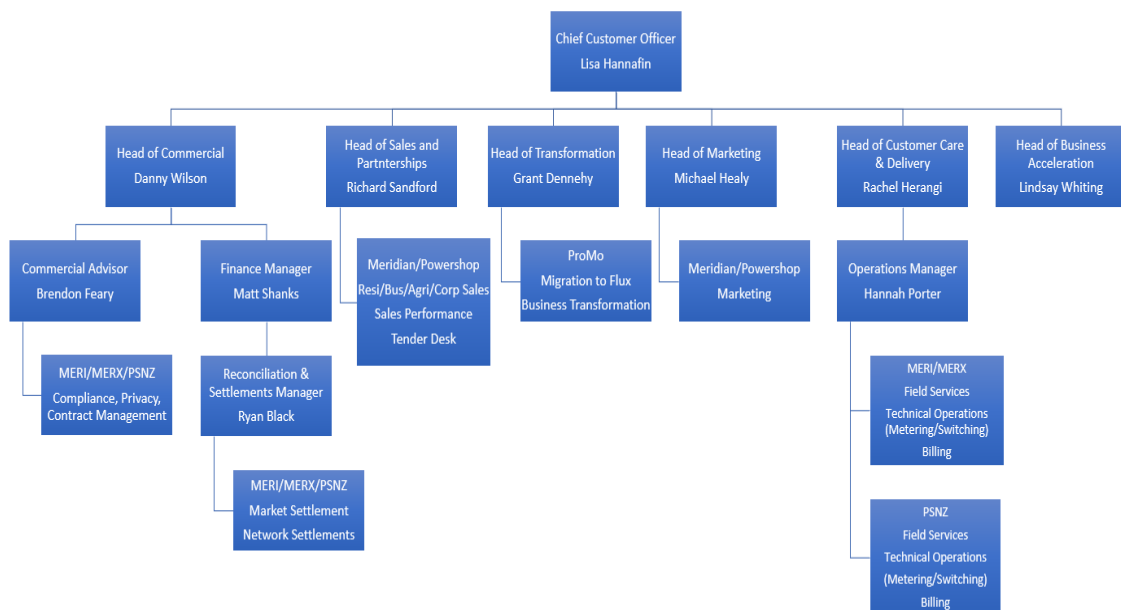 Chief Customer Officer
Lisa Hannafin
Head of Commercial
Danny Wilson
Head of Sales and
Partnterships
Richard Sandford
Head of Transformation
Grant Dennehy
Head of Marketing
Michael Healy
Head of Customer Care
& Delivery
Rachel Herangi
Head of Business
Acceleration
Lindsay Whiting
Commercial Advisor
Brendon Feary
Finance Manager
Matt Shanks
Meridian/Powershop
Resi/Bus/Agri/Corp Sales
Sales Performance
Tender Desk
ProMo
Migration to Flux
Business Transformation
Meridian/Powershop
Marketing
Operations Manager
Hannah Porter
MERI/MERX/PSNZ
Compliance, Privacy,
Contract Management
Reconciliation &
Settlements Manager
Ryan Black
MERI/MERX
Field Services
Technical Operations
(Metering/Switching)
Billing
MERI/MERX/PSNZ
Market Settlement
Network Settlements
PSNZ
Field Services
Technical Operations
(Metering/Switching)
Billing